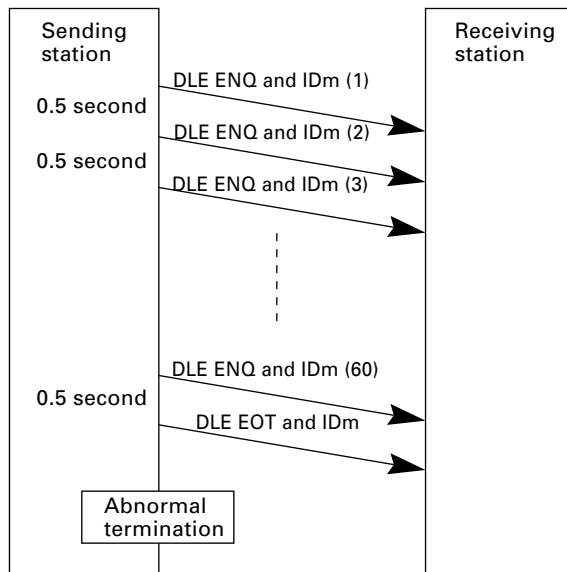 Sending
station
Receiving
station
DLE ENQ and IDm (1)
0.5 second
DLE ENQ and IDm (2)
0.5 second
DLE ENQ and IDm (3)
DLE ENQ and IDm (60)
0.5 second
DLE EOT and IDm
Abnormal
termination